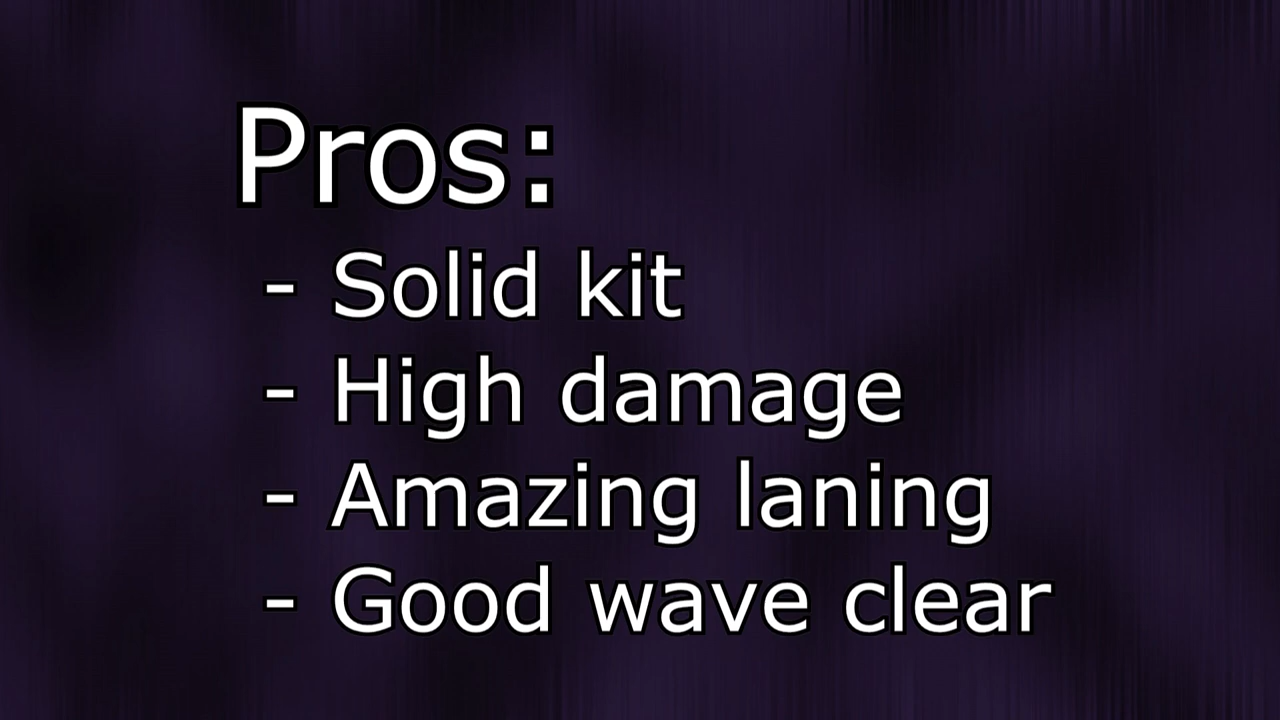 Pros:
- Solid kit
- High damage
- Amazing laning
- Good wave clear